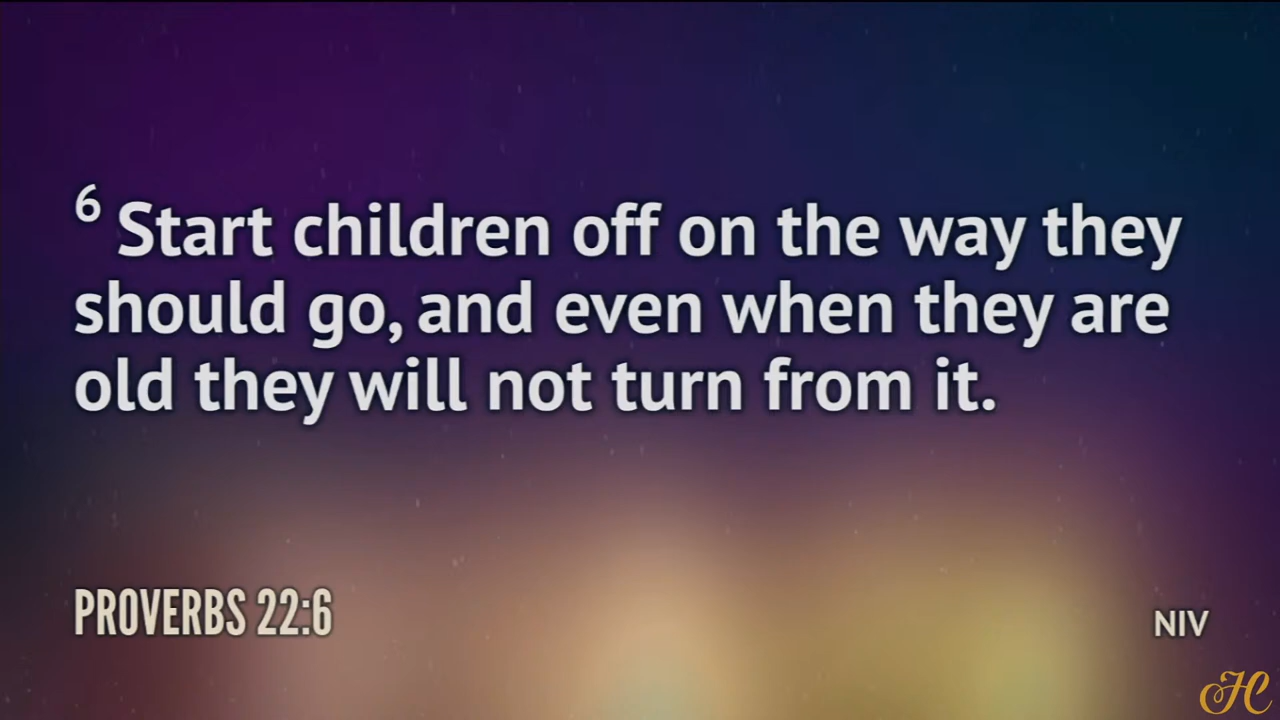 6 Start children off on the way they
should go, and even when they are
old they will not turn from it.
PROVERBS 22:6
NIV
HC